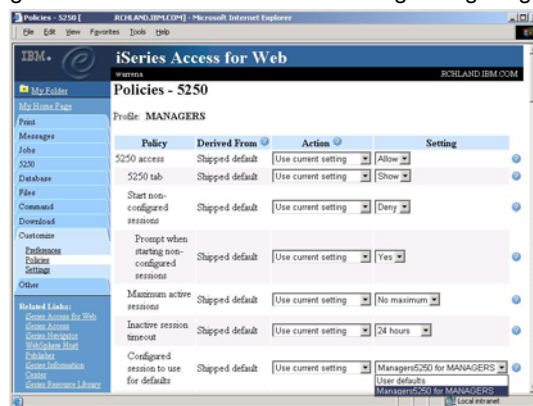 Policies - 5250 [ RCHLAND.IBM.COM] - Microsoft Internet Explorer
File Edit View Favorites Tools Help
IBM.
iSeries Access for Web
warrena RCHLAND.IBM.COM
My Folder
My Home Page
Print
Messages
Jobs
5250
Database
Files
Command
Download
Customize
Preferences
Policies
Settings
Other
Related Links:
iSeries Access for Web
iSeries Access
iSeries Navigator
WebSphere Host
Publisher
iSeries Information
Center
iSeries Resource Library
Policies - 5250
Profile: MANAGERS
Policy Derived From Action Setting
5250 access Shipped default Use current setting Allow
5250 tab Shipped default Use current setting Show
Start non-
configured
sessions
Shipped default Use current setting Deny
Prompt when
starting non-
configured
sessions
Shipped default Use current setting Yes
Maximum active
sessions
Shipped default Use current setting No maximum
Inactive session
timeout
Shipped default Use current setting 24 hours
Configured
session to use
for defaults
Shipped default Use current setting Managers5250 for MANAGERS
User defaults
Managers5250 for MANAGERS
Local intranet